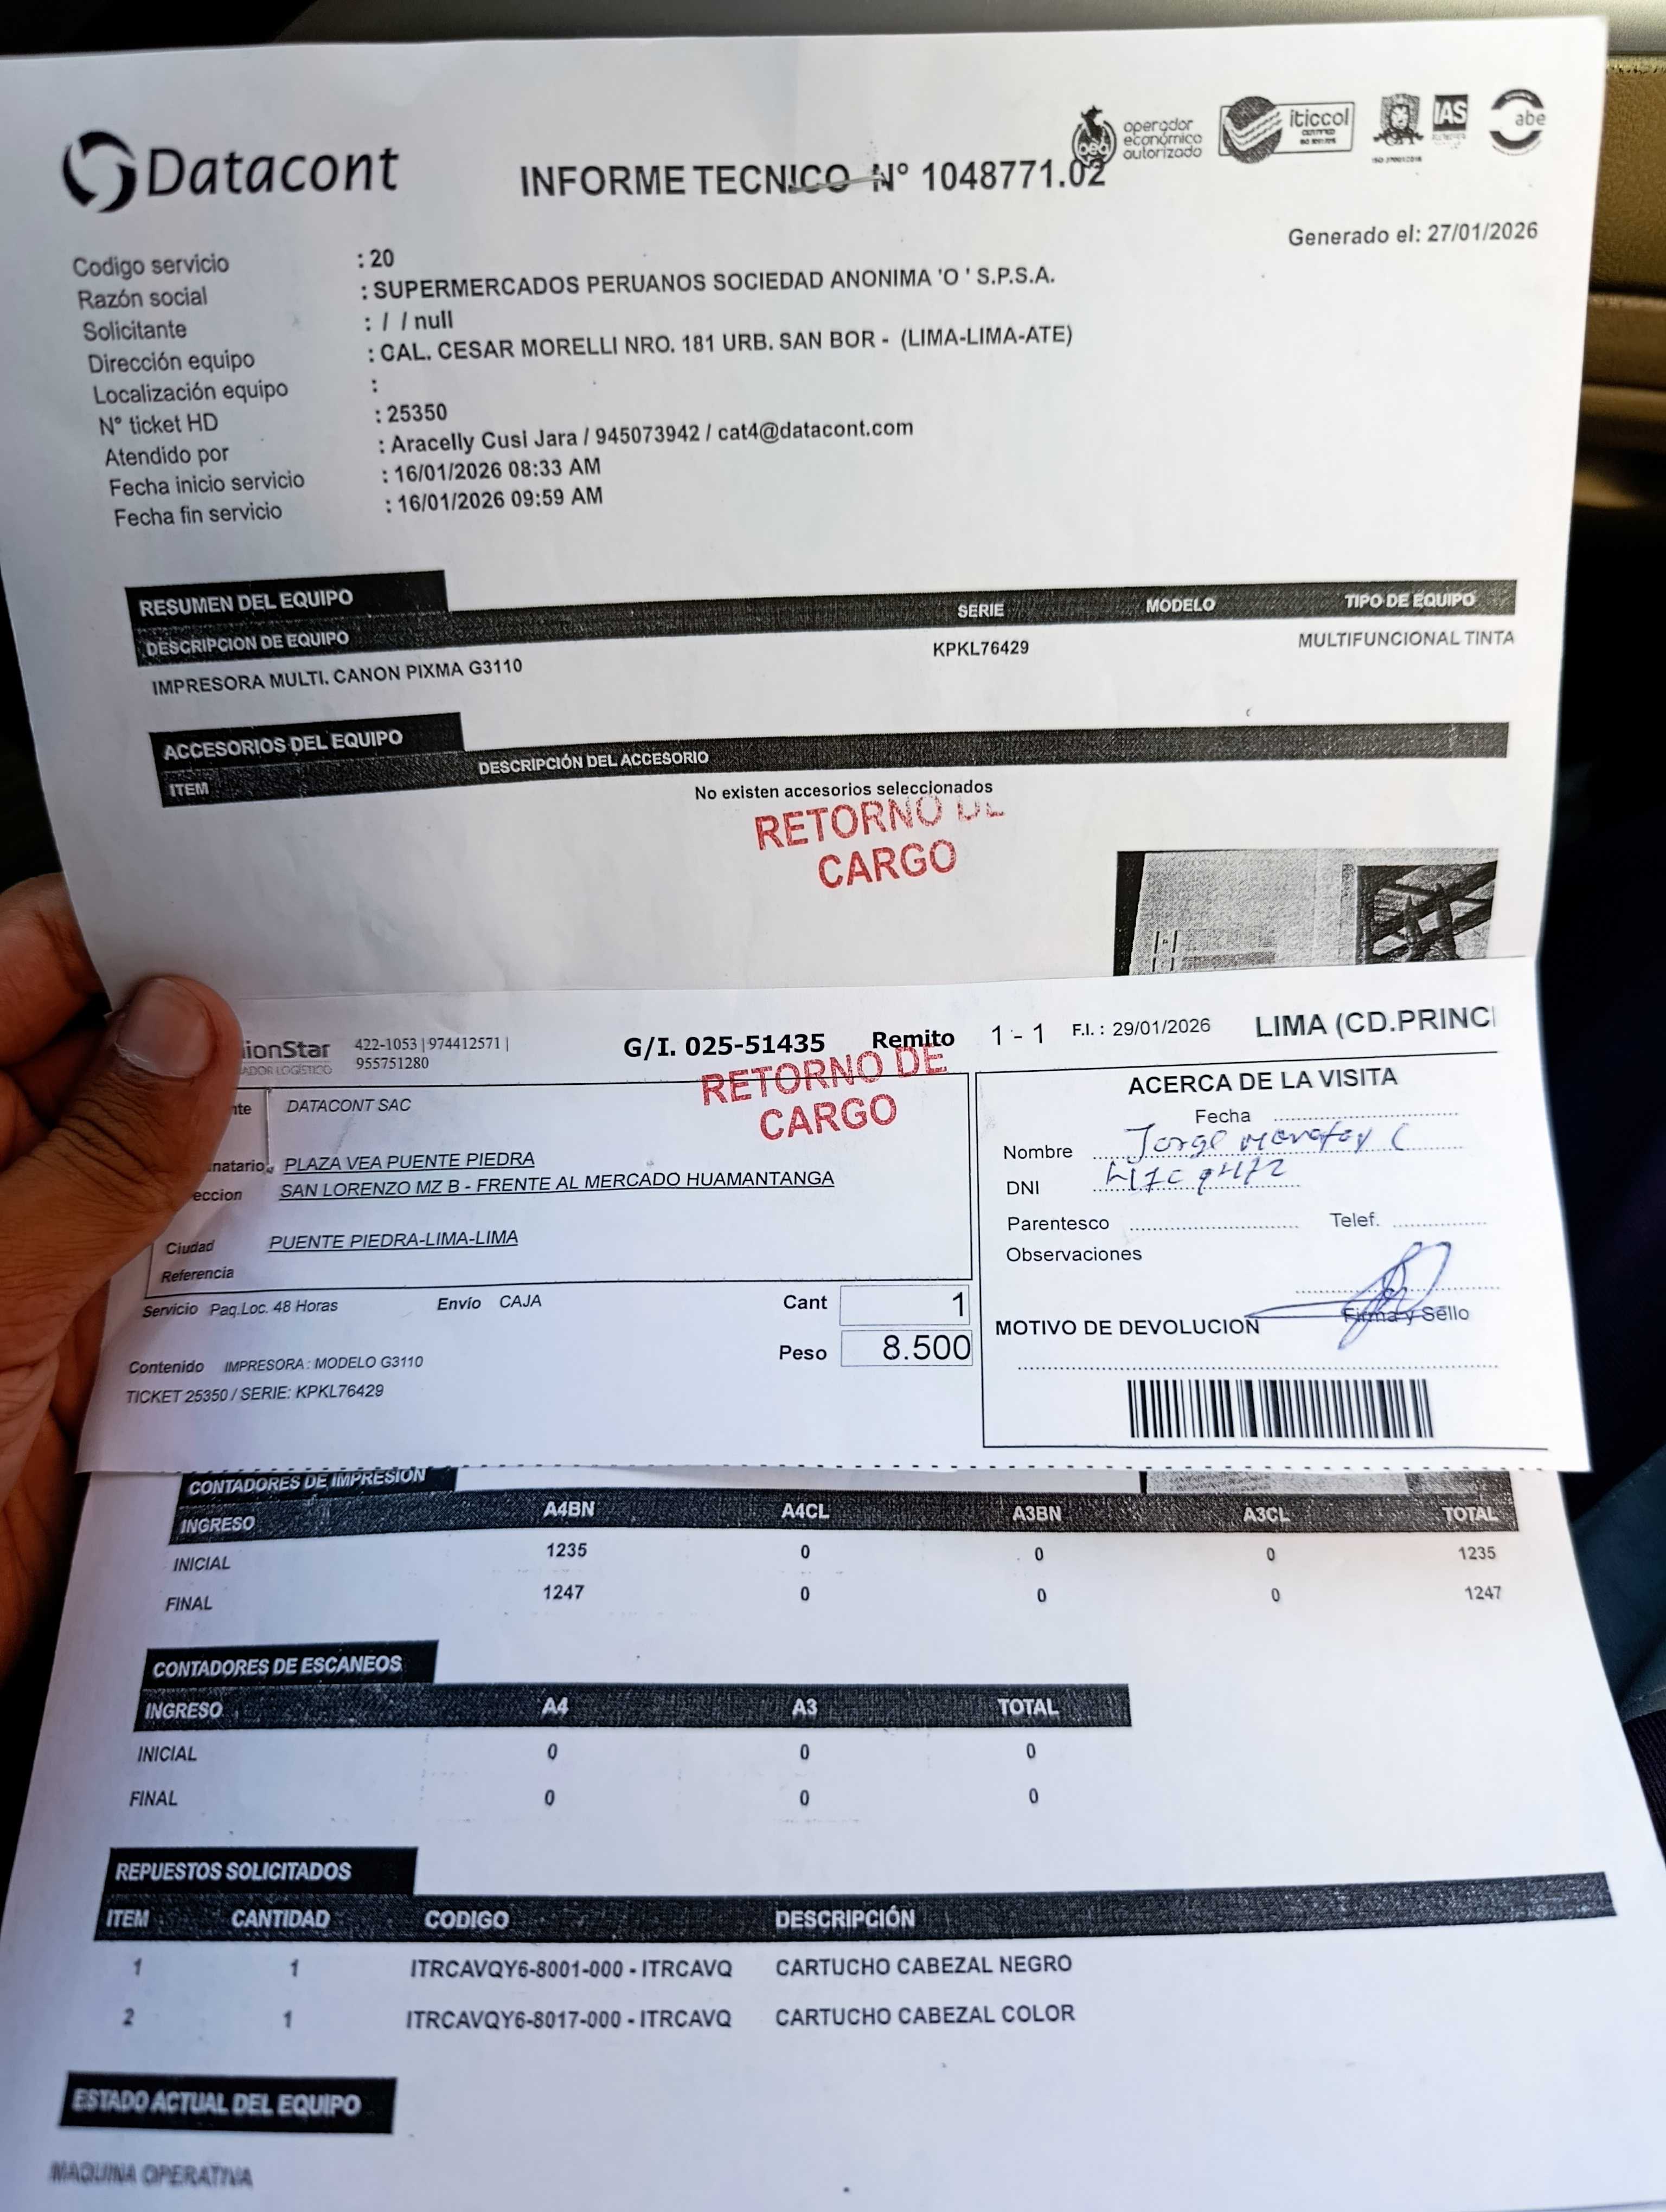 Datacont
operador
económico
autorizado
oea
iticcol
CERTIFIED
IAS
abe
INFORME TECNICO N° 1048771.02
Generado el: 27/01/2026
Codigo servicio : 20
Razón social : SUPERMERCADOS PERUANOS SOCIEDAD ANONIMA 'O ' S.P.S.A.
Solicitante : / / null
Dirección equipo : CAL. CESAR MORELLI NRO. 181 URB. SAN BOR - (LIMA-LIMA-ATE)
Localización equipo :
N° ticket HD : 25350
Atendido por : Aracelly Cusi Jara / 945073942 / cat4@datacont.com
Fecha inicio servicio : 16/01/2026 08:33 AM
Fecha fin servicio : 16/01/2026 09:59 AM
RESUMEN DEL EQUIPO
DESCRIPCION DE EQUIPO SERIE MODELO TIPO DE EQUIPO
IMPRESORA MULTI. CANON PIXMA G3110 KPKL76429 MULTIFUNCIONAL TINTA
ACCESORIOS DEL EQUIPO
ITEM DESCRIPCIÓN DEL ACCESORIO
No existen accesorios seleccionados
RETORNO DE
CARGO
ionStar 422-1053 | 974412571 |
ADOR LOGÍSTICO 955751280
G/I. 025-51435 Remito 1 - 1 F.I. : 29/01/2026 LIMA (CD.PRINCI
RETORNO DE
CARGO
nte DATACONT SAC
natario PLAZA VEA PUENTE PIEDRA
eccion SAN LORENZO MZ B - FRENTE AL MERCADO HUAMANTANGA
Ciudad PUENTE PIEDRA-LIMA-LIMA
Referencia
Servicio Paq.Loc. 48 Horas Envío CAJA Cant 1
Peso 8.500
Contenido IMPRESORA: MODELO G3110
TICKET 25350 / SERIE: KPKL76429
ACERCA DE LA VISITA
Fecha
Nombre Jorge
DNI
Parentesco Telef.
Observaciones
Firma y Sello
MOTIVO DE DEVOLUCION
CONTADORES DE IMPRESION
INGRESO A4BN A4CL A3BN A3CL TOTAL
INICIAL 1235 0 0 0 1235
FINAL 1247 0 0 0 1247
CONTADORES DE ESCANEOS
INGRESO A4 A3 TOTAL
INICIAL 0 0 0
FINAL 0 0 0
REPUESTOS SOLICITADOS
ITEM CANTIDAD CODIGO DESCRIPCIÓN
1 1 ITRCAVQY6-8001-000 - ITRCAVQ CARTUCHO CABEZAL NEGRO
2 1 ITRCAVQY6-8017-000 - ITRCAVQ CARTUCHO CABEZAL COLOR
ESTADO ACTUAL DEL EQUIPO
MAQUINA OPERATIVA